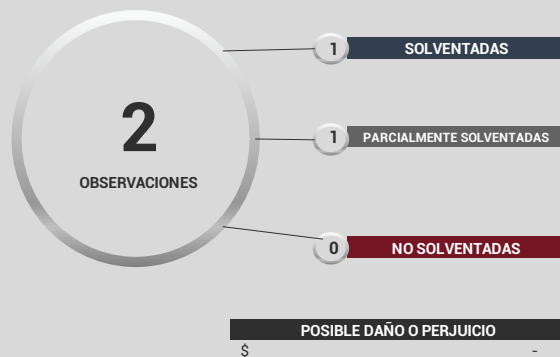 2
OBSERVACIONES
1 SOLVENTADAS
1 PARCIALMENTE SOLVENTADAS
0 NO SOLVENTADAS
POSIBLE DAÑO O PERJUICIO
$ -